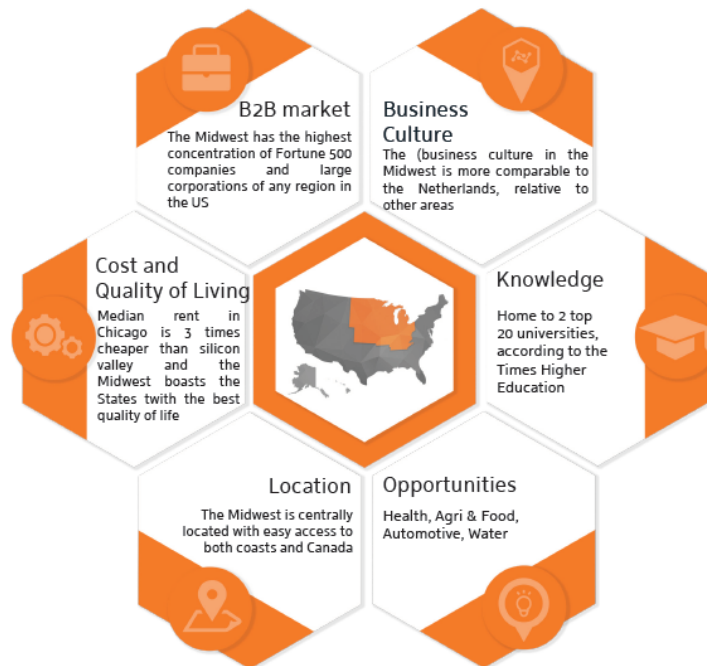 B2B market
The Midwest has the highest
concentration of Fortune 500
companies and large
corporations of any region in
the US
Business
Culture
The (business culture in the
Midwest is more comparable to
the Netherlands, relative to
other areas
Cost and
Quality of Living
Median rent in
Chicago is 3 times
cheaper than silicon
valley and the
Midwest boasts the
States twith the best
quality of life
Knowledge
Home to 2 top
20 universities,
according to the
Times Higher
Education
Location
The Midwest is centrally
located with easy access to
both coasts and Canada
Opportunities
Health, Agri & Food,
Automotive, Water